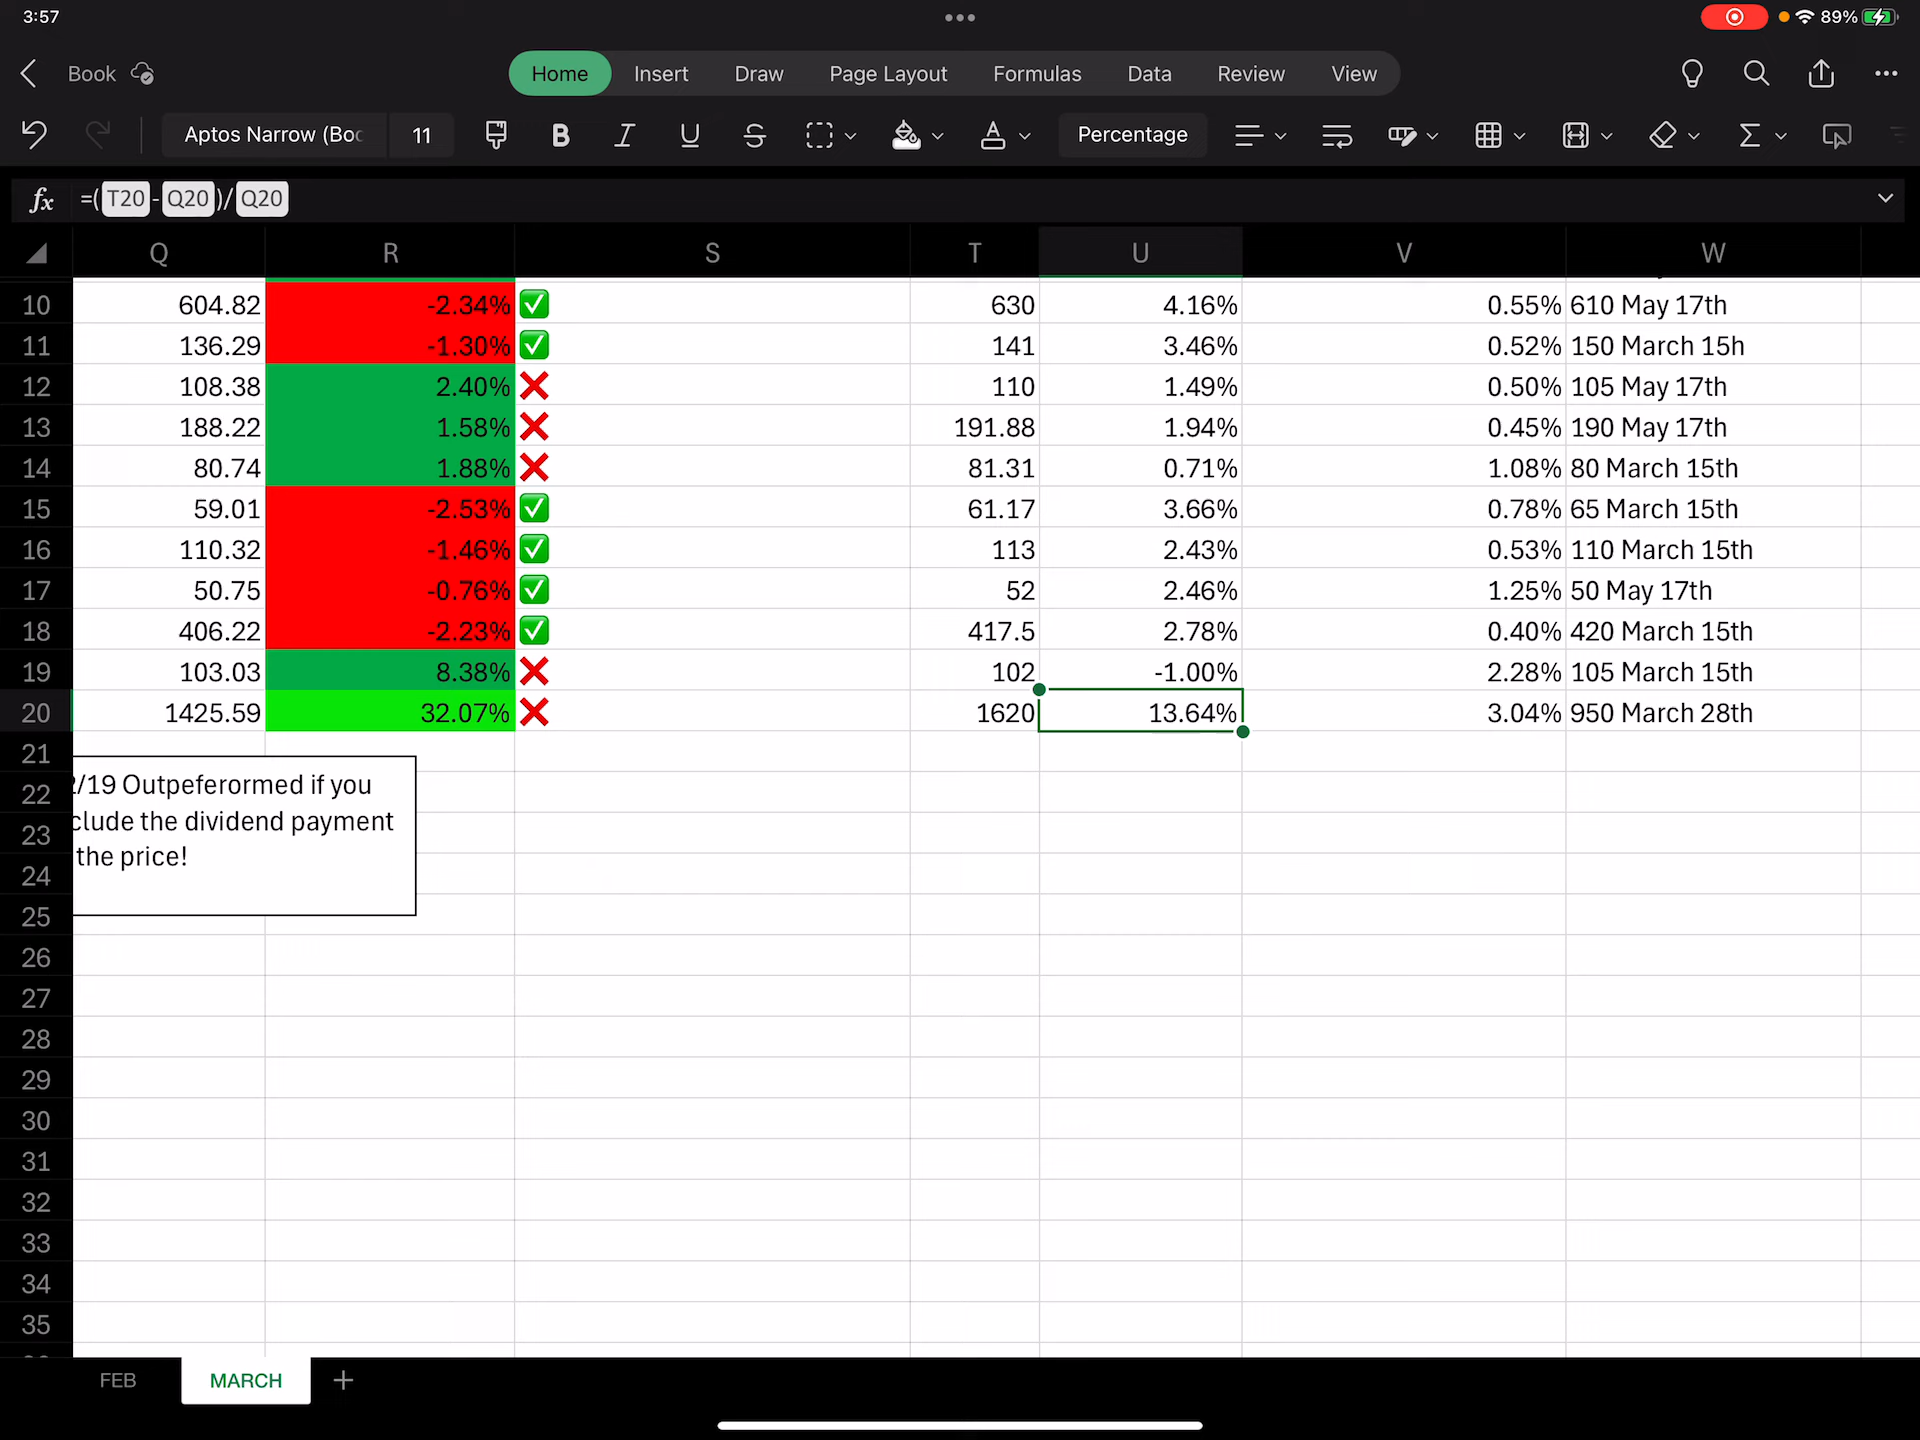 3:57
89%
Book
Home Insert Draw Page Layout Formulas Data Review View
Aptos Narrow (Boc 11 B I U S A Percentage Σ
fx =(T20-Q20)/Q20
Q R S T U V W
10 604.82 -2.34% ✅ 630 4.16% 0.55% 610 May 17th
11 136.29 -1.30% ✅ 141 3.46% 0.52% 150 March 15h
12 108.38 2.40% ❌ 110 1.49% 0.50% 105 May 17th
13 188.22 1.58% ❌ 191.88 1.94% 0.45% 190 May 17th
14 80.74 1.88% ❌ 81.31 0.71% 1.08% 80 March 15th
15 59.01 -2.53% ✅ 61.17 3.66% 0.78% 65 March 15th
16 110.32 -1.46% ✅ 113 2.43% 0.53% 110 March 15th
17 50.75 -0.76% ✅ 52 2.46% 1.25% 50 May 17th
18 406.22 -2.23% ✅ 417.5 2.78% 0.40% 420 March 15th
19 103.03 8.38% ❌ 102 -1.00% 2.28% 105 March 15th
20 1425.59 32.07% ❌ 1620 13.64% 3.04% 950 March 28th
21
22 /19 Outpeferormed if you
23 clude the dividend payment
the price!
24
25
26
27
28
29
30
31
32
33
34
35
FEB MARCH +